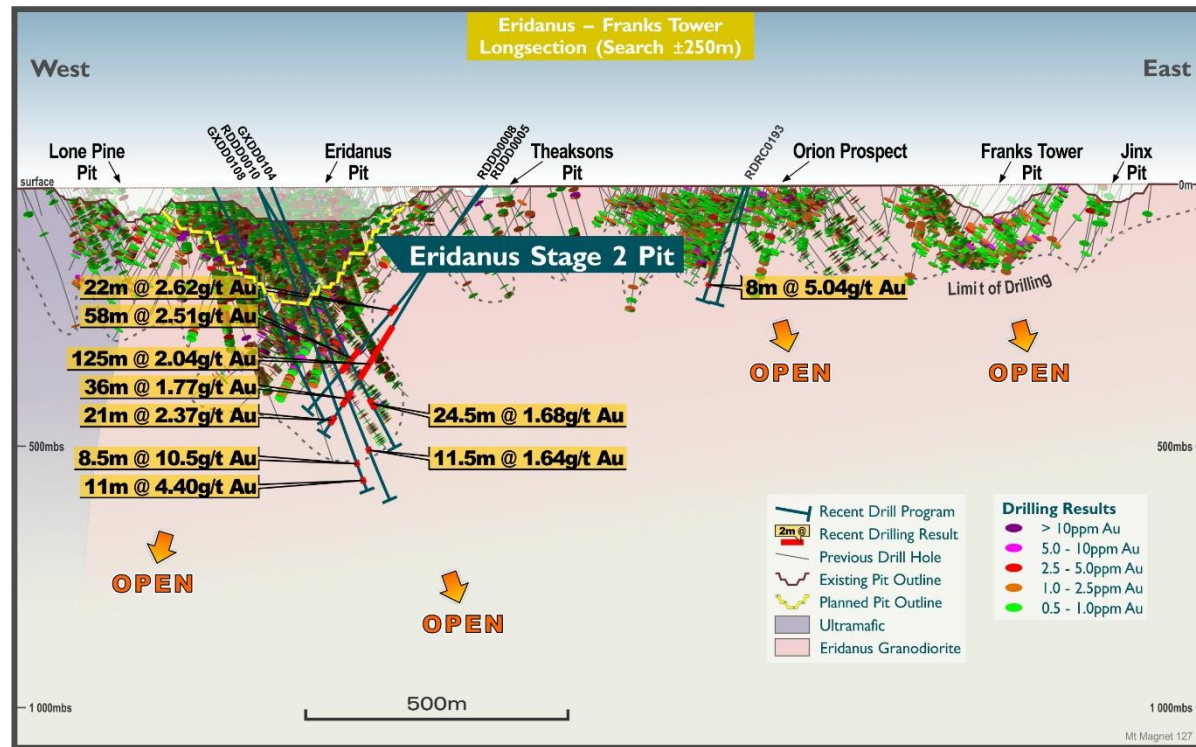 Eridanus – Franks Tower
Longsection (Search ±250m)
West
East
GXDD0108
RDDD0010
GXDD0104
RDDD0008
RDDD0005
RDRC0193
Lone Pine
Pit
Eridanus
Pit
Theaksons
Pit
Orion Prospect
Franks Tower
Pit
Jinx
Pit
surface
0m
Eridanus Stage 2 Pit
22m @ 2.62g/t Au
58m @ 2.51g/t Au
125m @ 2.04g/t Au
36m @ 1.77g/t Au
21m @ 2.37g/t Au
8.5m @ 10.5g/t Au
11m @ 4.40g/t Au
24.5m @ 1.68g/t Au
11.5m @ 1.64g/t Au
8m @ 5.04g/t Au
Limit of Drilling
OPEN
OPEN
500mbs
500mbs
OPEN
OPEN
Recent Drill Program
2m @
Recent Drilling Result
Previous Drill Hole
Existing Pit Outline
Planned Pit Outline
Ultramafic
Eridanus Granodiorite
Drilling Results
> 10ppm Au
5.0 - 10ppm Au
2.5 - 5.0ppm Au
1.0 - 2.5ppm Au
0.5 - 1.0ppm Au
500m
1 000mbs
1 000mbs
Mt Magnet 127